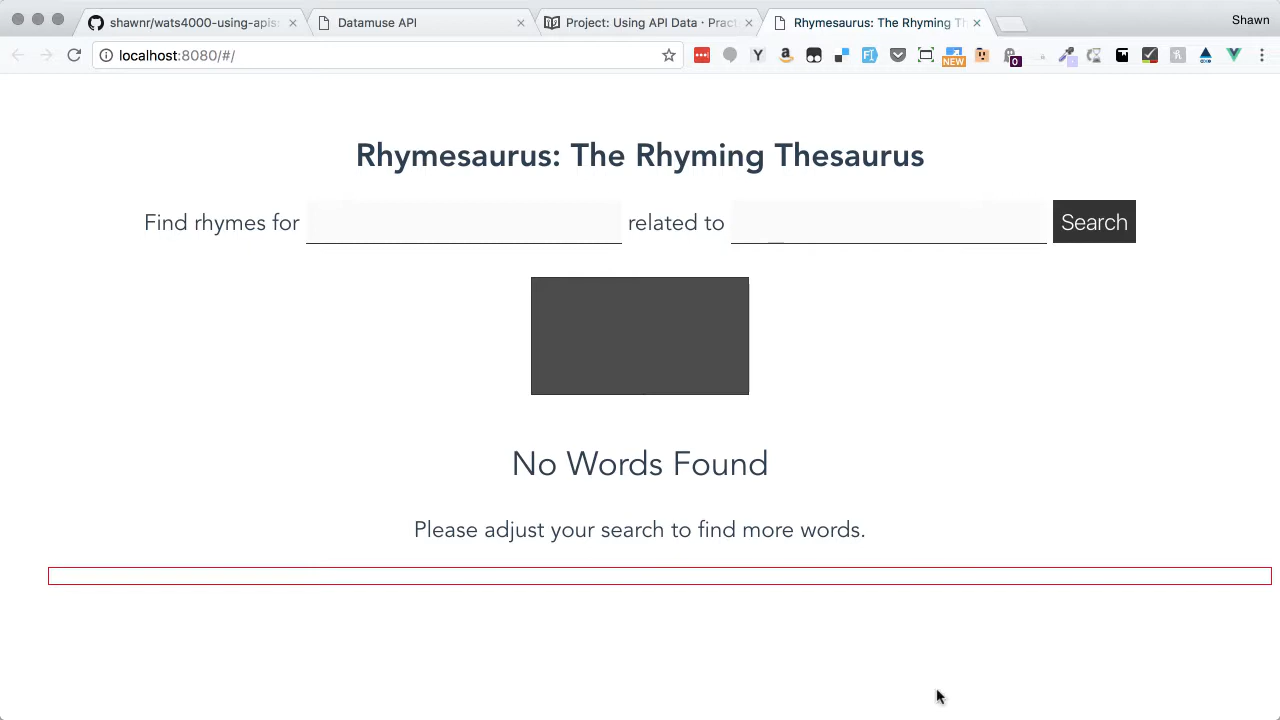 shawnr/wats4000-using-apis
Datamuse API
Project: Using API Data · Pract
Rhymesaurus: The Rhyming Th
Shawn
localhost:8080/#/
NEW
0
Rhymesaurus: The Rhyming Thesaurus
Find rhymes for related to Search
No Words Found
Please adjust your search to find more words.